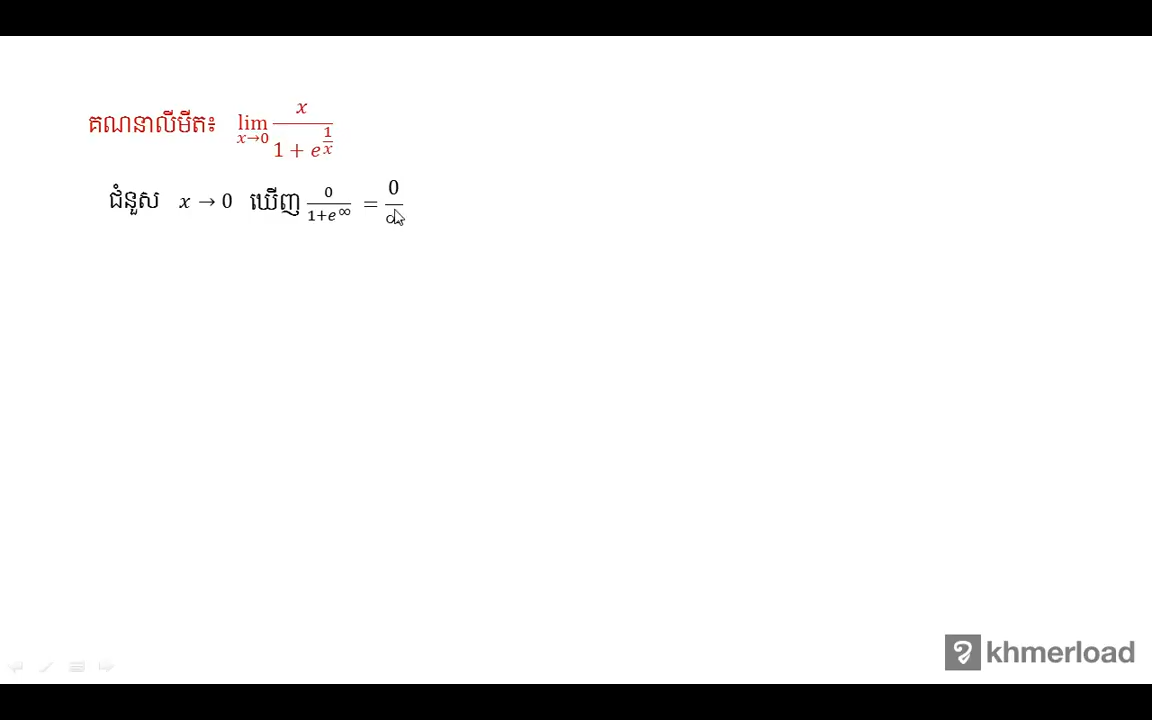 គណនាលីមីត៖ lim x→0 x / (1 + e^(1/x))
ជំនួស x → 0 ឃើញ 0 / (1+e^∞) = 0 /
khmerload